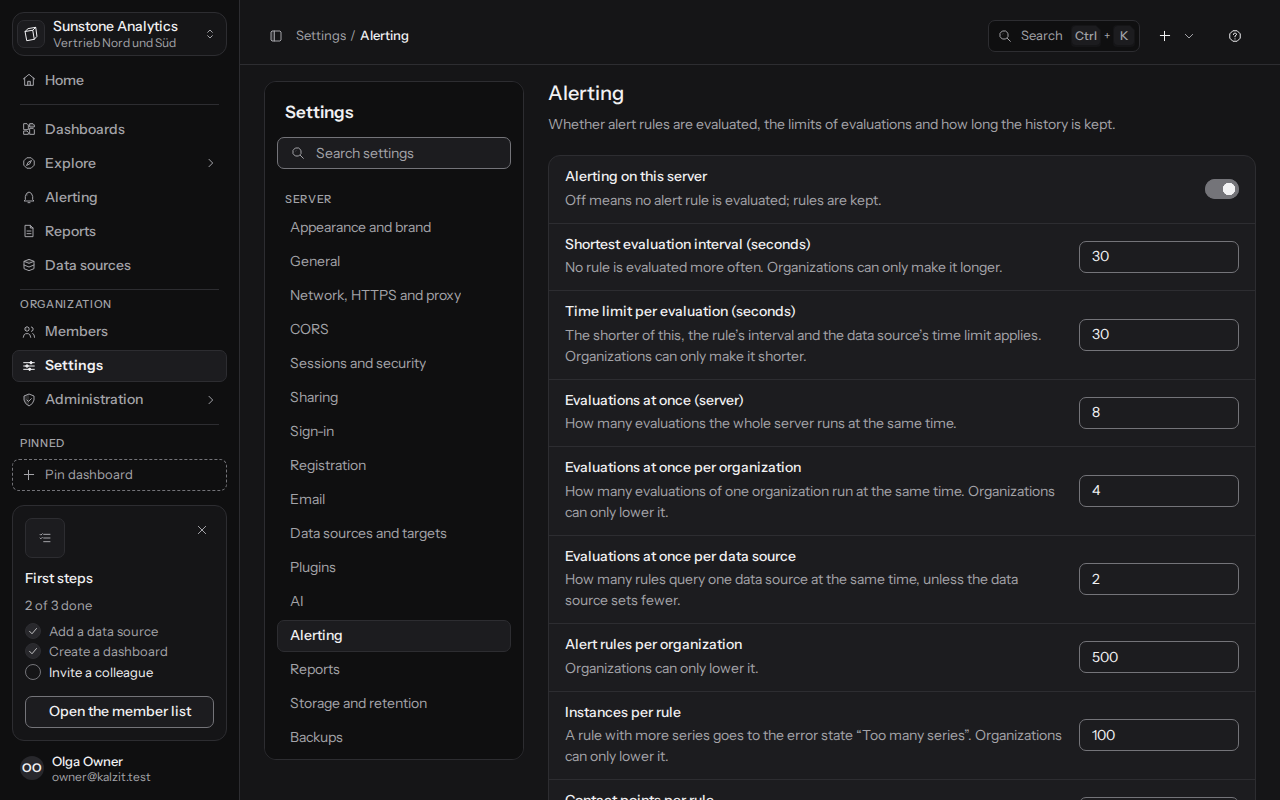 Sunstone Analytics
Vertrieb Nord und Süd
Home
Dashboards
Explore
Alerting
Reports
Data sources
ORGANIZATION
Members
Settings
Administration
PINNED
Pin dashboard
First steps
2 of 3 done
Add a data source
Create a dashboard
Invite a colleague
Open the member list
OO
Olga Owner
owner@kalzit.test
Settings / Alerting
Search Ctrl + K
Settings
Search settings
SERVER
Appearance and brand
General
Network, HTTPS and proxy
CORS
Sessions and security
Sharing
Sign-in
Registration
Email
Data sources and targets
Plugins
AI
Alerting
Reports
Storage and retention
Backups
Alerting
Whether alert rules are evaluated, the limits of evaluations and how long the history is kept.
Alerting on this server
Off means no alert rule is evaluated; rules are kept.
Shortest evaluation interval (seconds)
No rule is evaluated more often. Organizations can only make it longer.
30
Time limit per evaluation (seconds)
The shorter of this, the rule’s interval and the data source’s time limit applies.
Organizations can only make it shorter.
30
Evaluations at once (server)
How many evaluations the whole server runs at the same time.
8
Evaluations at once per organization
How many evaluations of one organization run at the same time. Organizations
can only lower it.
4
Evaluations at once per data source
How many rules query one data source at the same time, unless the data
source sets fewer.
2
Alert rules per organization
Organizations can only lower it.
500
Instances per rule
A rule with more series goes to the error state “Too many series”. Organizations
can only lower it.
100
Contact points per rule